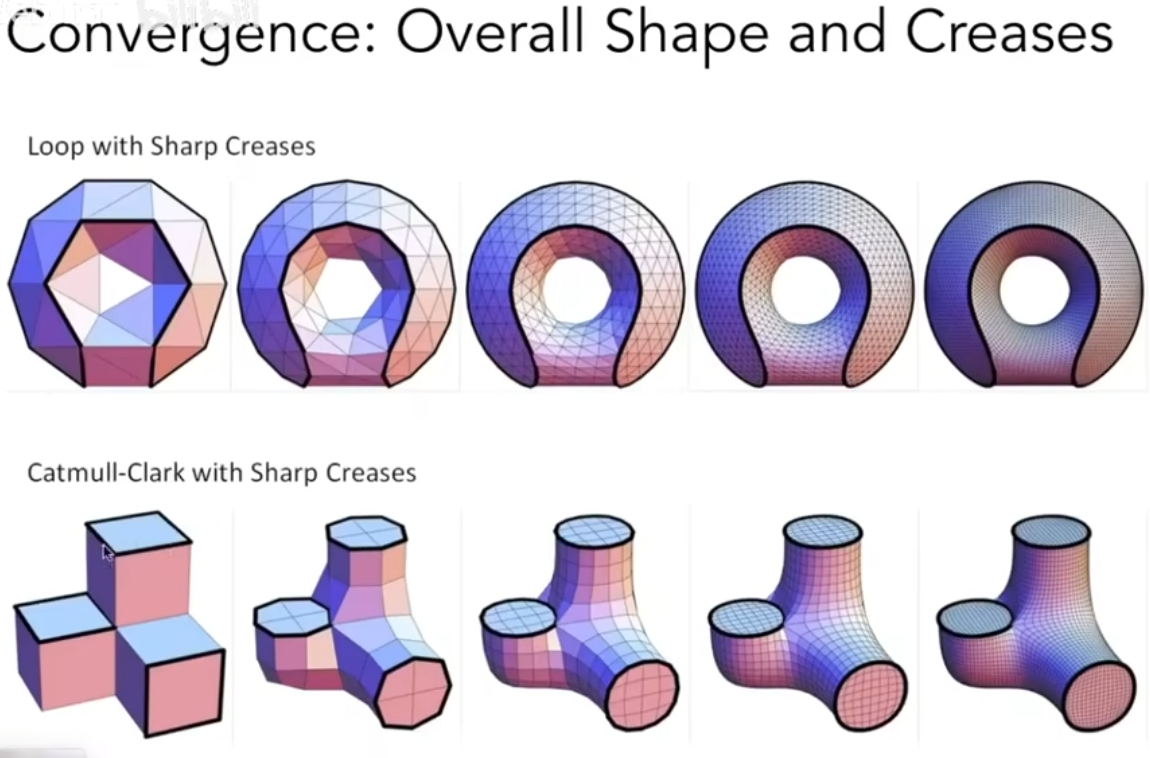 Convergence: Overall Shape and Creases
Loop with Sharp Creases
Catmull-Clark with Sharp Creases